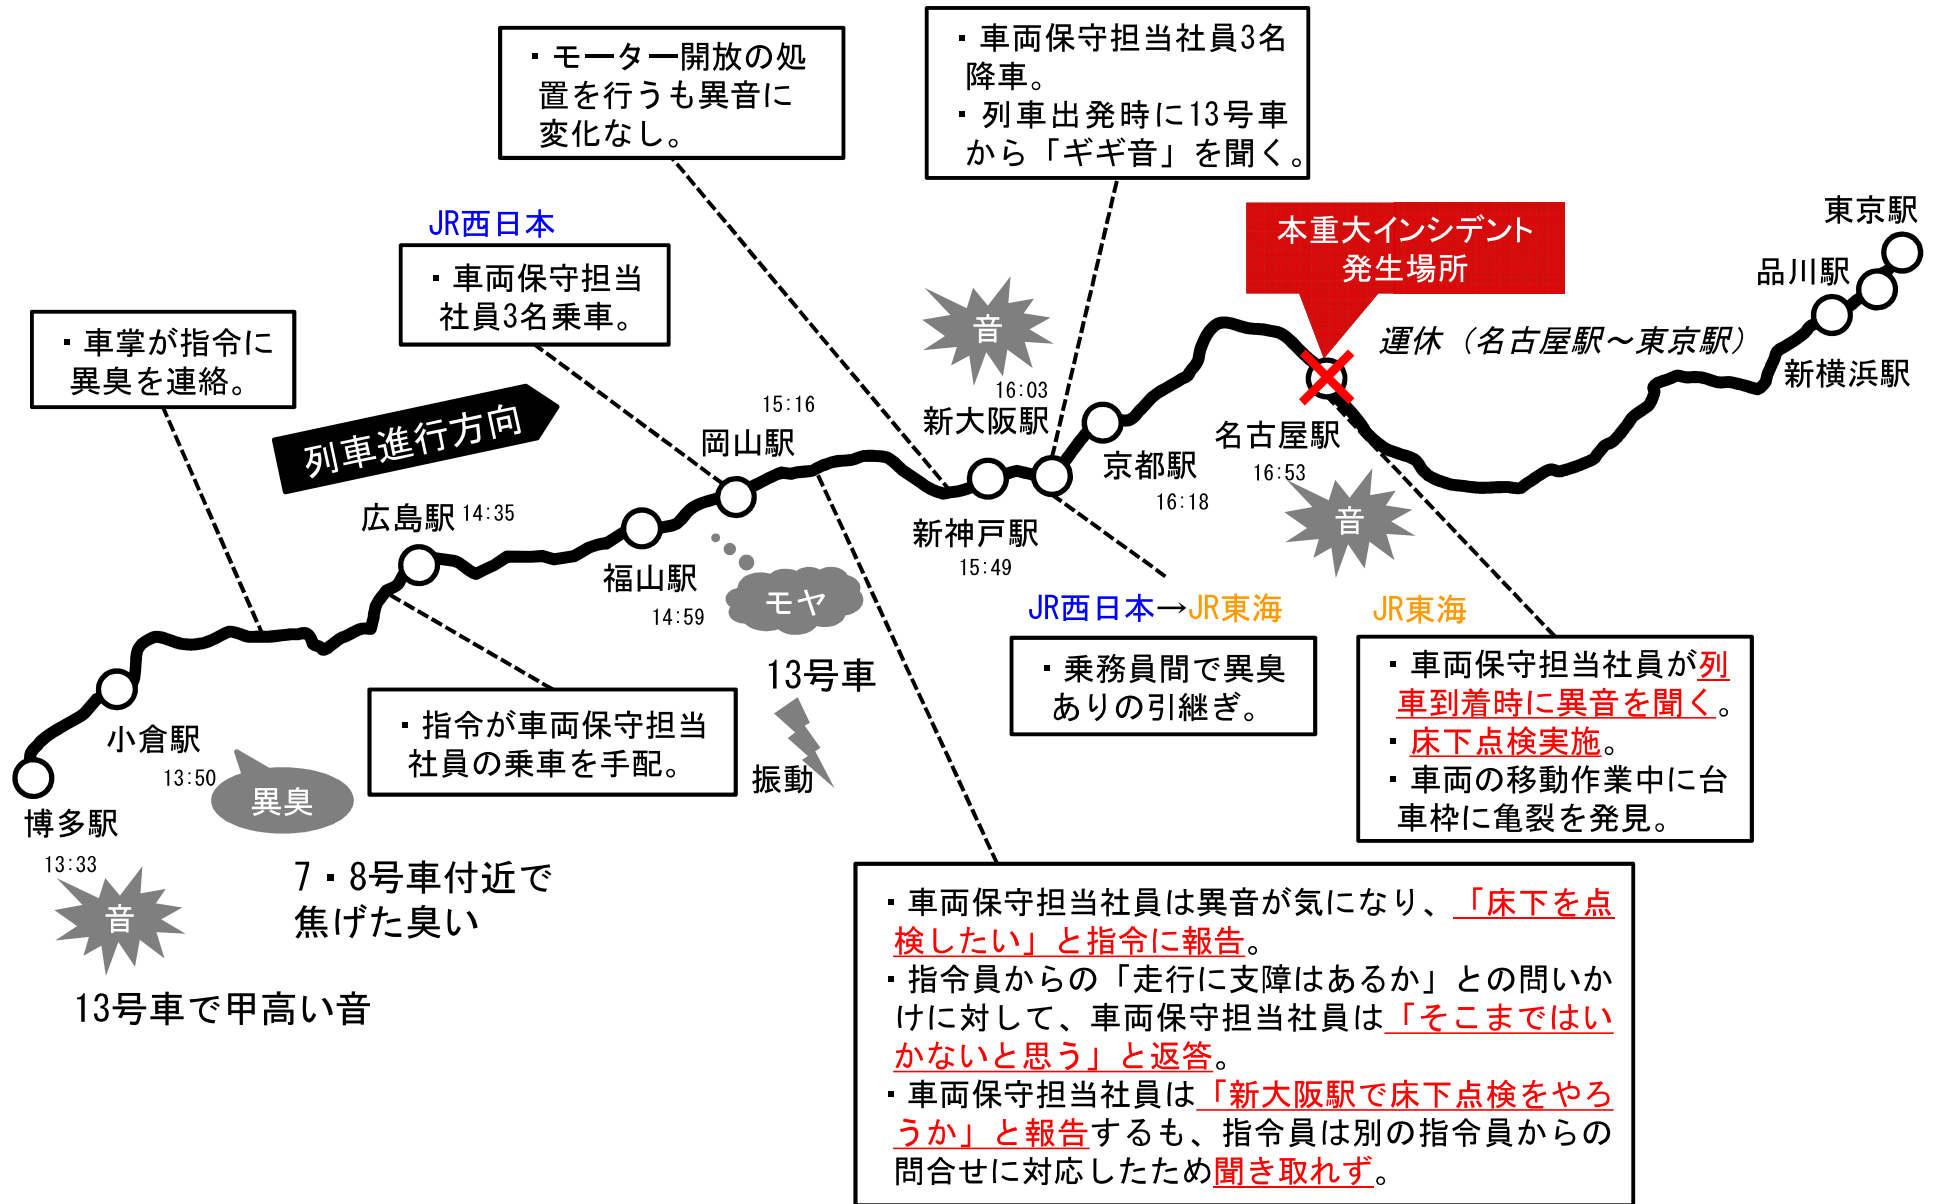 ・モーター開放の処
置を行うも異音に
変化なし。
・車両保守担当社員3名
降車。
・列車出発時に13号車
から「ギギ音」を聞く。
JR西日本
・車両保守担当
社員3名乗車。
本重大インシデント
発生場所
東京駅
品川駅
新横浜駅
運休（名古屋駅～東京駅）
・車掌が指令に
異臭を連絡。
列車進行方向
音
16:03
新大阪駅
15:16
岡山駅
京都駅
16:18
名古屋駅
16:53
音
広島駅 14:35
新神戸駅
15:49
福山駅
14:59
モヤ
13号車
振動
JR西日本→JR東海
・乗務員間で異臭
ありの引継ぎ。
JR東海
・車両保守担当社員が列
車到着時に異音を聞く。
・床下点検実施。
・車両の移動作業中に台
車枠に亀裂を発見。
・指令が車両保守担当
社員の乗車を手配。
小倉駅
13:50
異臭
7・8号車付近で
焦げた臭い
博多駅
13:33
音
13号車で甲高い音
・車両保守担当社員は異音が気になり、「床下を点
検したい」と指令に報告。
・指令員からの「走行に支障はあるか」との問いか
けに対して、車両保守担当社員は「そこまではい
かないと思う」と返答。
・車両保守担当社員は「新大阪駅で床下点検をやろ
うか」と報告するも、指令員は別の指令員からの
問合せに対応したため聞き取れず。